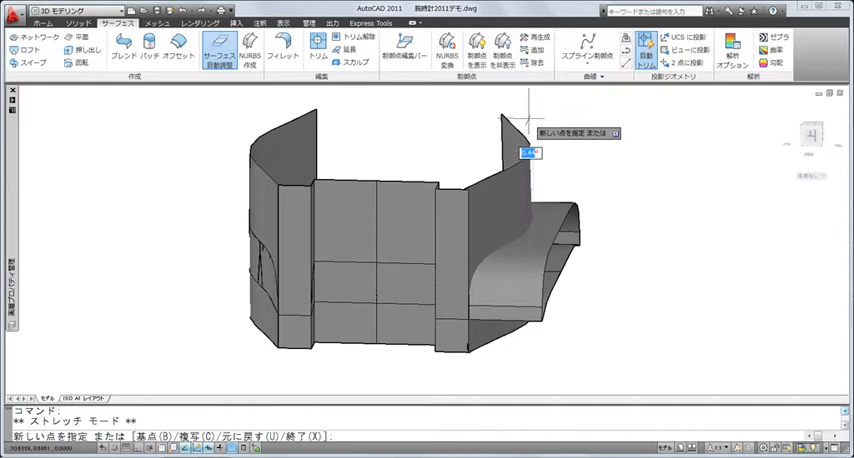 AutoCAD 2011 腕時計2011デモ.dwg
3D モデリング
キーワードまたは語句を入力
ホーム ソリッド サーフェス メッシュ レンダリング 挿入 注釈 表示 管理 出力 Express Tools
ネットワーク 平面
ロフト 押し出し
スイープ 回転
ブレンド パッチ オフセット
サーフェス 自動調整
NURBS 作成
フィレット
トリム
トリム解除
延長
スカルプ
制御点編集バー
NURBS 変換
制御点 を表示
制御点 を非表示
再生成
追加
除去
スプライン制御点
自動 トリム
UCS に投影
ビューに投影
2 点に投影
解析 オプション
ゼブラ
曲率
勾配
作成 編集 制御点 曲線 投影ジオメトリ 解析
新しい点を指定 または
画層プロパティ管理
モデル ISO A1 レイアウト
コマンド:
** ストレッチ モード **
新しい点を指定 または [基点(B)/複写(C)/元に戻す(U)/終了(X)]:
モデル